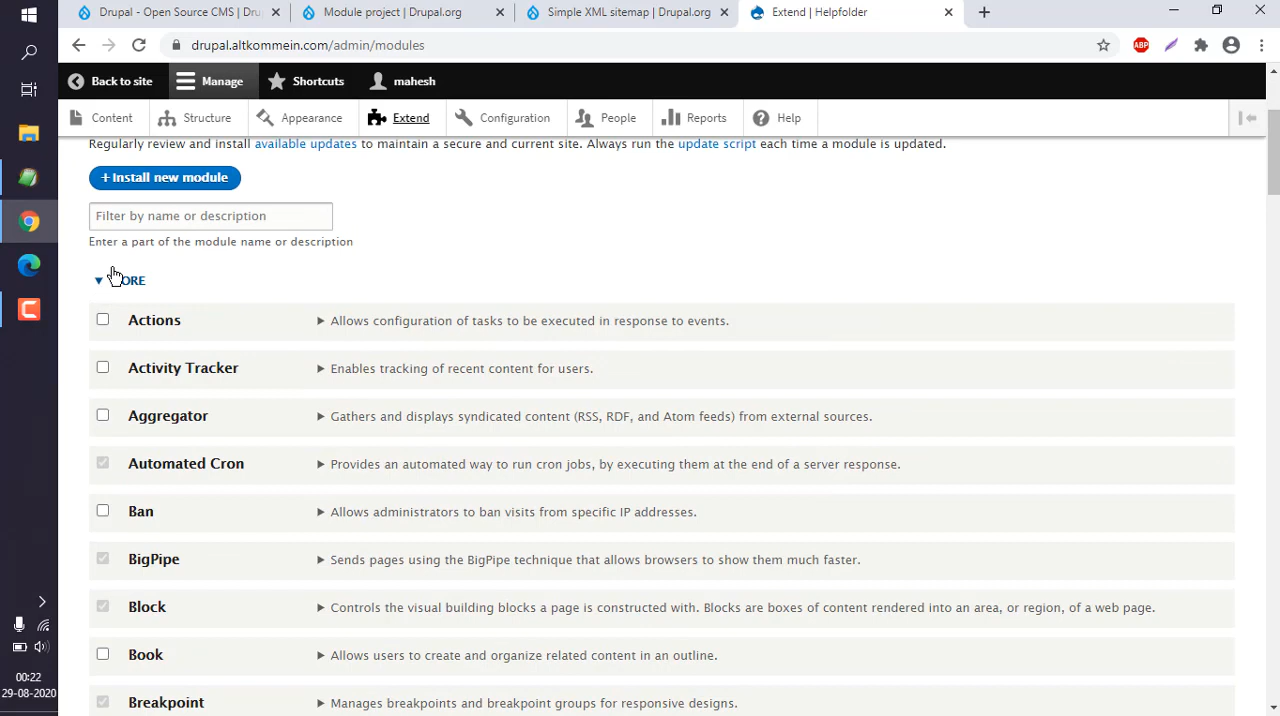 Drupal - Open Source CMS | Dru
Module project | Drupal.org
Simple XML sitemap | Drupal.org
Extend | Helpfolder
drupal.altkommein.com/admin/modules
ABP
Back to site
Manage
Shortcuts
mahesh
Content
Structure
Appearance
Extend
Configuration
People
Reports
Help
Regularly review and install available updates to maintain a secure and current site. Always run the update script each time a module is updated.
+ Install new module
Filter by name or description
Enter a part of the module name or description
ORE
Actions
Allows configuration of tasks to be executed in response to events.
Activity Tracker
Enables tracking of recent content for users.
Aggregator
Gathers and displays syndicated content (RSS, RDF, and Atom feeds) from external sources.
Automated Cron
Provides an automated way to run cron jobs, by executing them at the end of a server response.
Ban
Allows administrators to ban visits from specific IP addresses.
BigPipe
Sends pages using the BigPipe technique that allows browsers to show them much faster.
Block
Controls the visual building blocks a page is constructed with. Blocks are boxes of content rendered into an area, or region, of a web page.
Book
Allows users to create and organize related content in an outline.
Breakpoint
Manages breakpoints and breakpoint groups for responsive designs.
00:22
29-08-2020